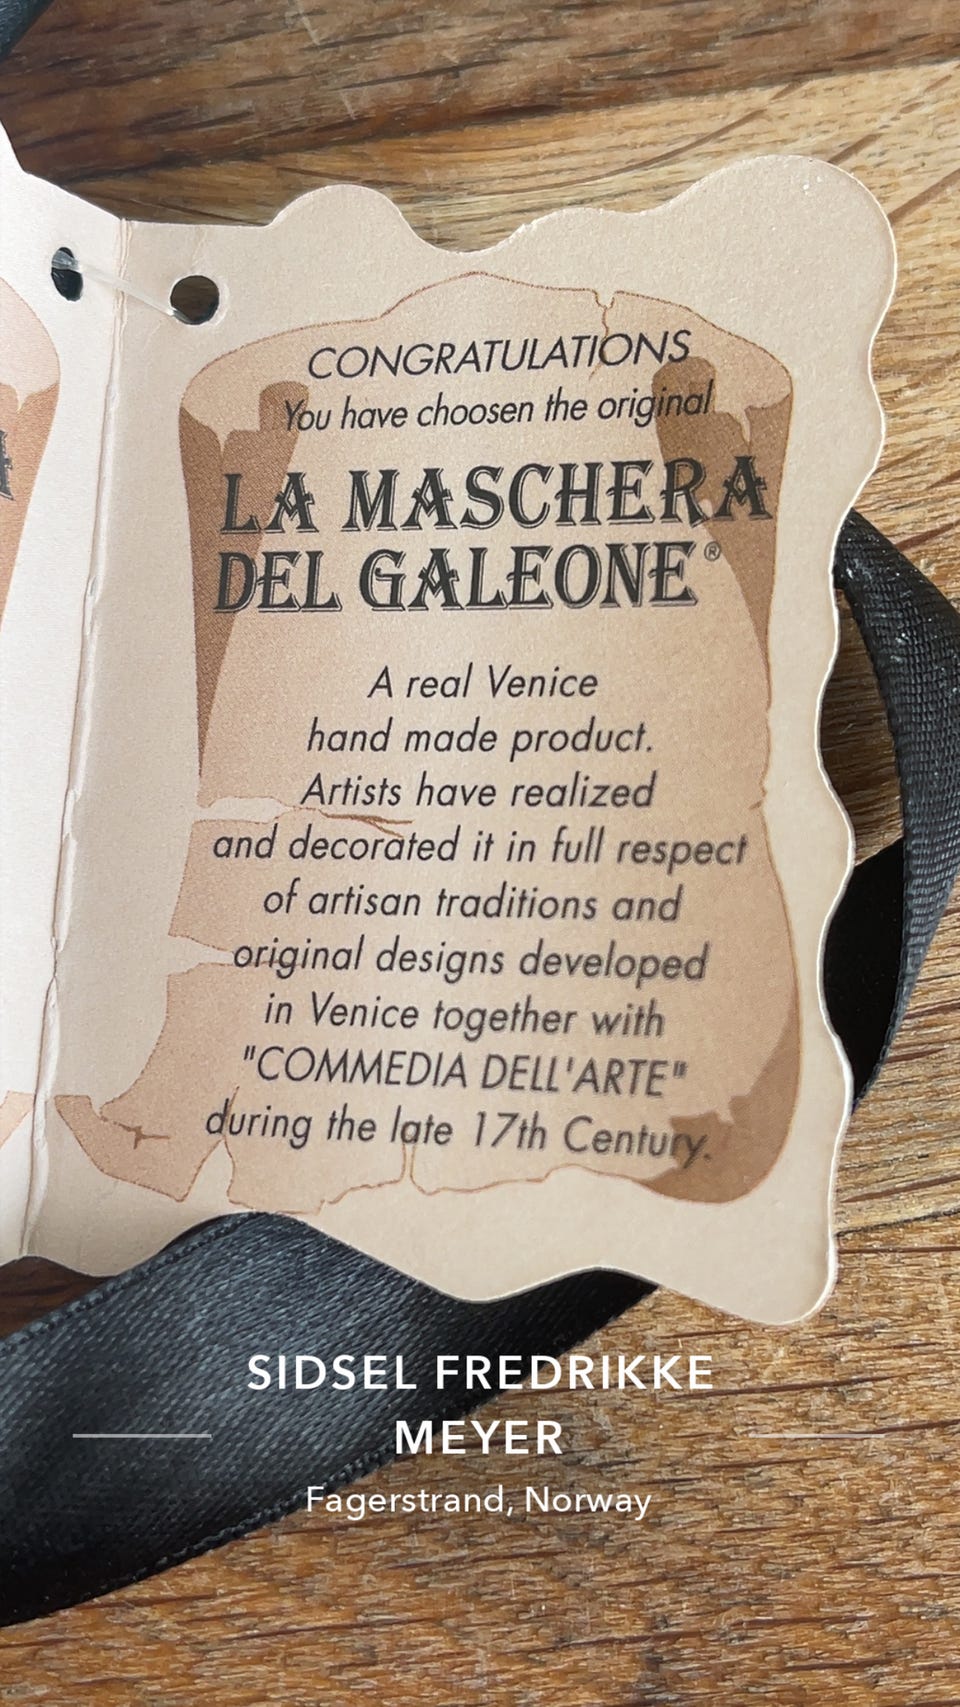 CONGRATULATIONS
You have choosen the original
LA MASCHERA
DEL GALEONE®
A real Venice
hand made product.
Artists have realized
and decorated it in full respect
of artisan traditions and
original designs developed
in Venice together with
"COMMEDIA DELL'ARTE"
during the late 17th Century.
SIDSEL FREDRIKKE
MEYER
Fagerstrand, Norway